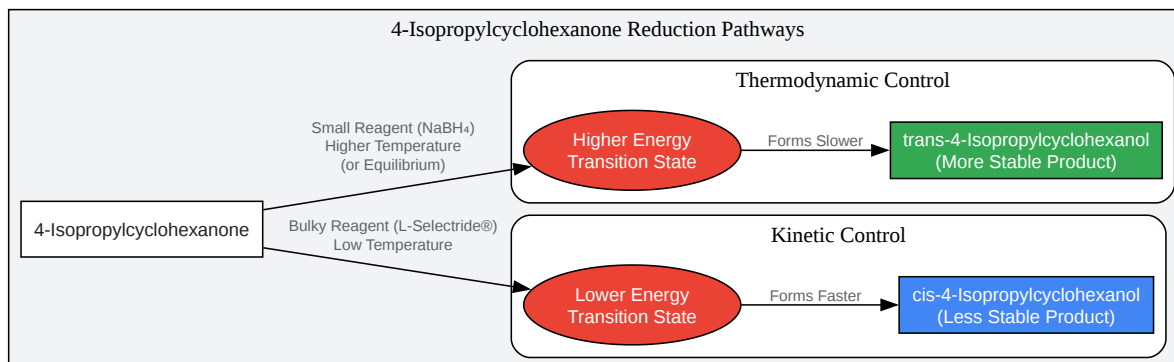 4-Isopropylcyclohexanone Reduction Pathways
Thermodynamic Control
Small Reagent (NaBH₄)
Higher Temperature
(or Equilibrium)
Higher Energy
Transition State
Forms Slower
trans-4-Isopropylcyclohexanol
(More Stable Product)
4-Isopropylcyclohexanone
Bulky Reagent (L-Selectride®)
Low Temperature
Kinetic Control
Lower Energy
Transition State
Forms Faster
cis-4-Isopropylcyclohexanol
(Less Stable Product)